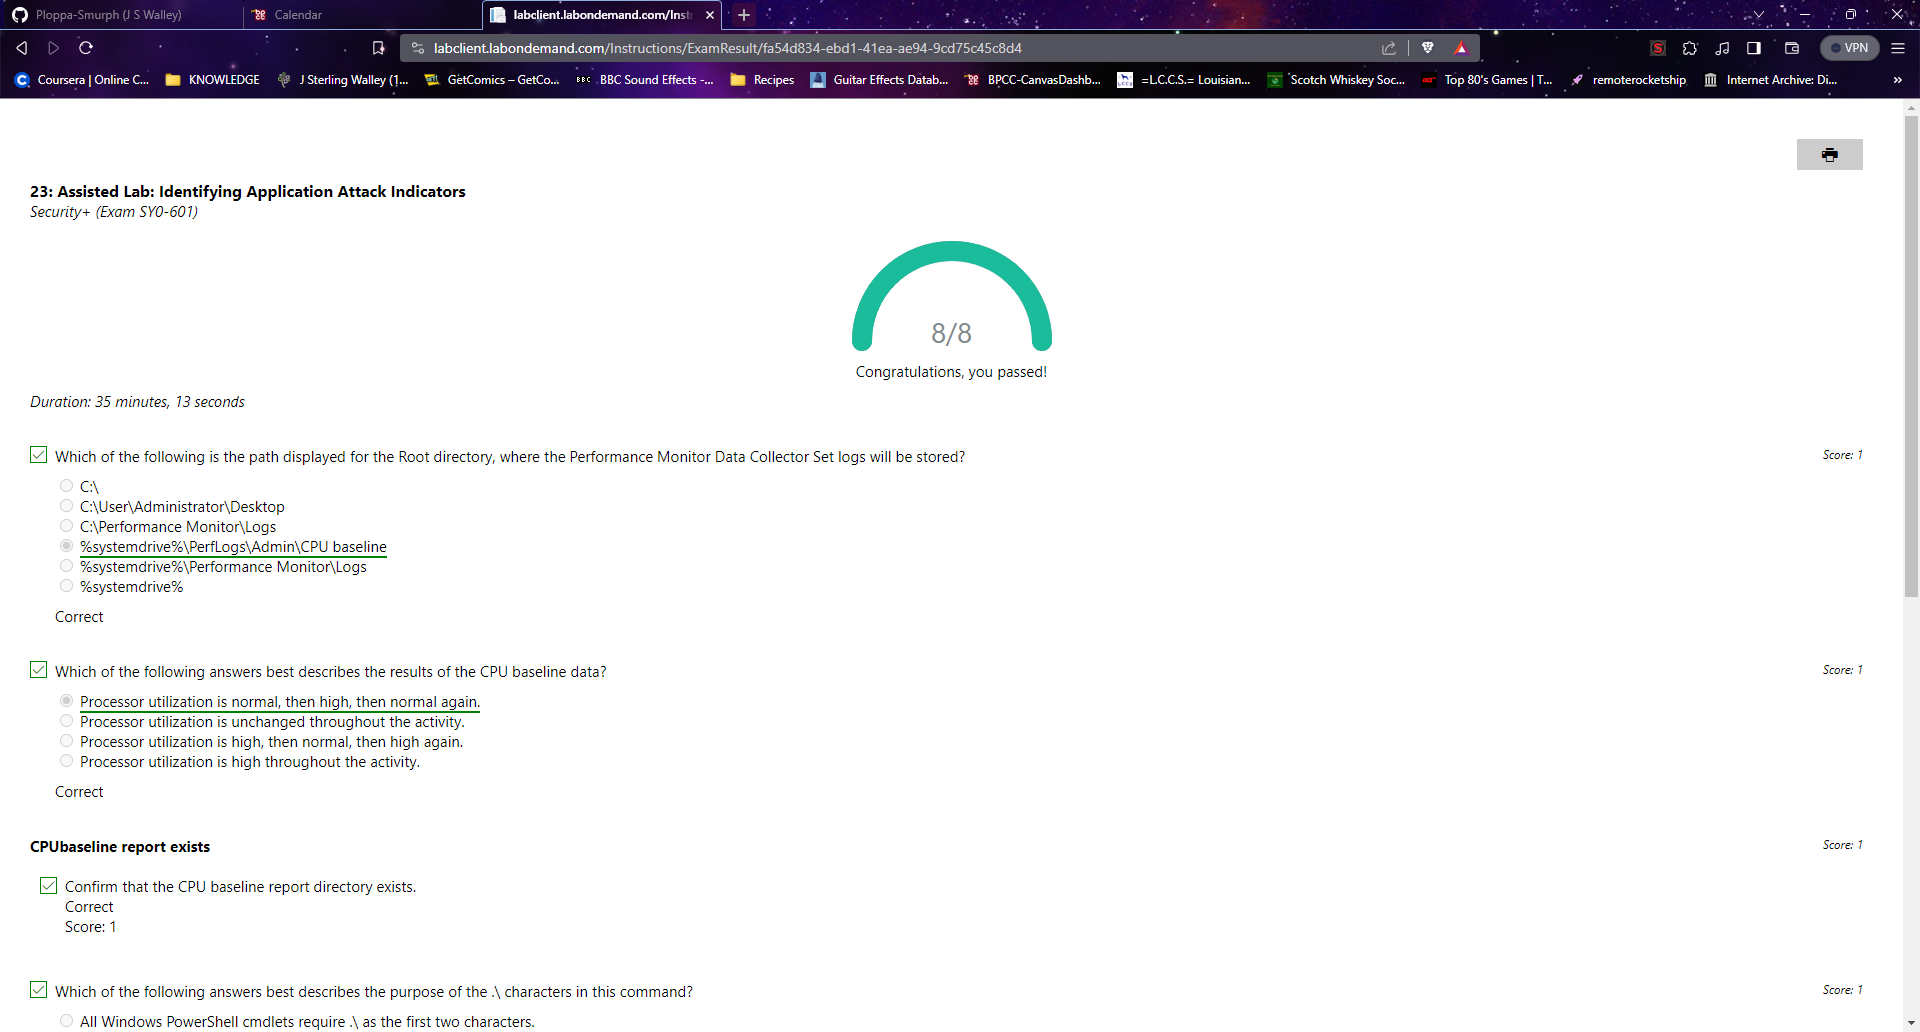 Ploppa-Smurph (J S Walley)
Calendar
labclient.labondemand.com/Inst
labclient.labondemand.com/Instructions/ExamResult/fa54d834-ebd1-41ea-ae94-9cd75c45c8d4
VPN
Coursera | Online C...
KNOWLEDGE
J Sterling Walley (1...
GetComics – GetCo...
BBC Sound Effects -...
Recipes
Guitar Effects Datab...
BPCC-CanvasDashb...
=L.C.C.S.= Louisian...
Scotch Whiskey Soc...
Top 80's Games | T...
remoterocketship
Internet Archive: Di...
23: Assisted Lab: Identifying Application Attack Indicators
Security+ (Exam SY0-601)
8/8
Congratulations, you passed!
Duration: 35 minutes, 13 seconds
Which of the following is the path displayed for the Root directory, where the Performance Monitor Data Collector Set logs will be stored?
Score: 1
C:\
C:\User\Administrator\Desktop
C:\Performance Monitor\Logs
%systemdrive%\PerfLogs\Admin\CPU baseline
%systemdrive%\Performance Monitor\Logs
%systemdrive%
Correct
Which of the following answers best describes the results of the CPU baseline data?
Score: 1
Processor utilization is normal, then high, then normal again.
Processor utilization is unchanged throughout the activity.
Processor utilization is high, then normal, then high again.
Processor utilization is high throughout the activity.
Correct
CPUbaseline report exists
Score: 1
Confirm that the CPU baseline report directory exists.
Correct
Score: 1
Which of the following answers best describes the purpose of the .\ characters in this command?
Score: 1
All Windows PowerShell cmdlets require .\ as the first two characters.